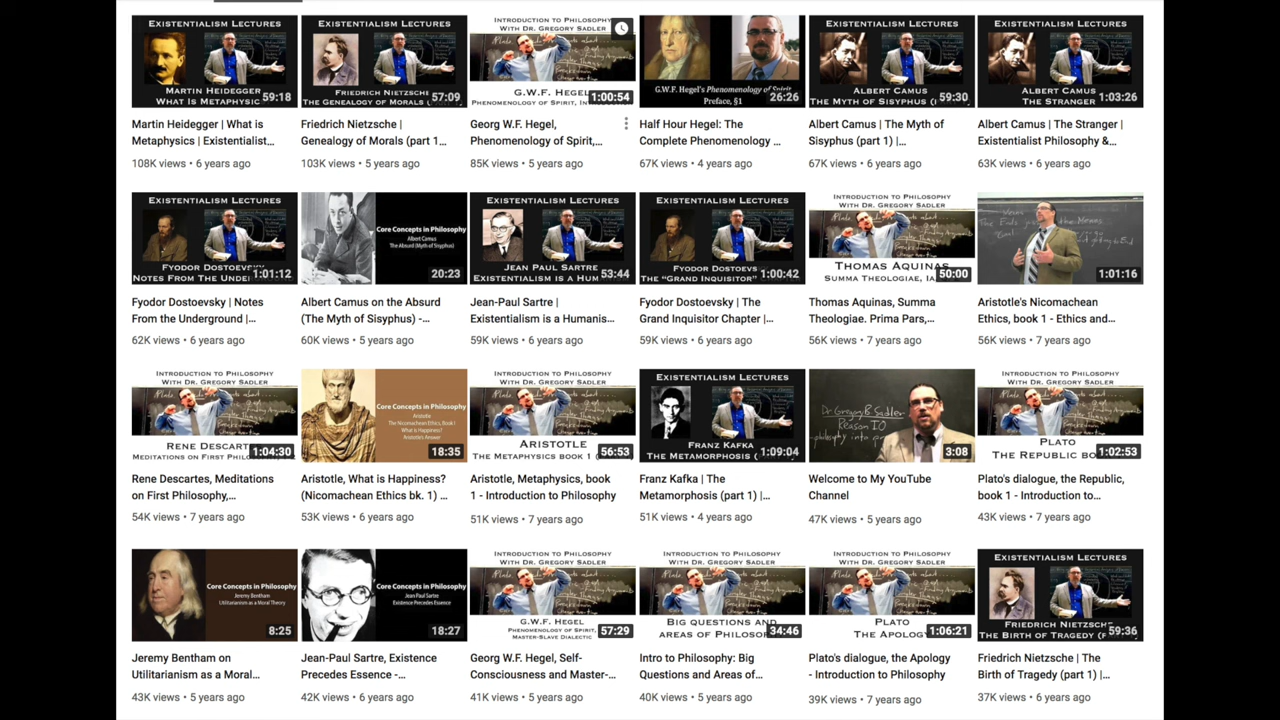 EXISTENTIALISM LECTURES
MARTIN HEIDEGGER
WHAT IS METAPHYSIC
59:18
Martin Heidegger | What is
Metaphysics | Existentialist...
108K views • 6 years ago
EXISTENTIALISM LECTURES
FRIEDRICH NIETZSCHE
THE GENEALOGY OF MORALS
57:09
Friedrich Nietzsche |
Genealogy of Morals (part 1...
103K views • 5 years ago
INTRODUCTION TO PHILOSOPHY
WITH DR. GREGORY SADLER
G.W.F. HEGEL
PHENOMENOLOGY OF SPIRIT,
1:00:54
Georg W.F. Hegel,
Phenomenology of Spirit,...
85K views • 5 years ago
G.W.F. Hegel's Phenomenology of Spirit
Preface, §1
26:26
Half Hour Hegel: The
Complete Phenomenology ...
67K views • 4 years ago
EXISTENTIALISM LECTURES
ALBERT CAMUS
THE MYTH OF SISYPHUS
59:30
Albert Camus | The Myth of
Sisyphus (part 1) |...
67K views • 6 years ago
EXISTENTIALISM LECTURES
ALBERT CAMUS
THE STRANGER
1:03:26
Albert Camus | The Stranger |
Existentialist Philosophy &...
63K views • 6 years ago
EXISTENTIALISM LECTURES
FYODOR DOSTOEVSKY
NOTES FROM THE UNDE
1:01:12
Fyodor Dostoevsky | Notes
From the Underground |...
62K views • 6 years ago
Core Concepts in Philosophy
Albert Camus
The Absurd (Myth of Sisyphus)
20:23
Albert Camus on the Absurd
(The Myth of Sisyphus) -...
60K views • 5 years ago
EXISTENTIALISM LECTURES
JEAN PAUL SARTRE
EXISTENTIALISM IS A HUM
53:44
Jean-Paul Sartre |
Existentialism is a Humanis...
59K views • 6 years ago
EXISTENTIALISM LECTURES
FYODOR DOSTOEVS
THE "GRAND INQUISITOR"
1:00:42
Fyodor Dostoevsky | The
Grand Inquisitor Chapter |...
59K views • 6 years ago
INTRODUCTION TO PHILOSOPHY
WITH DR. GREGORY SADLER
THOMAS AQUINAS
SUMMA THEOLOGIAE, IA
50:00
Thomas Aquinas, Summa
Theologiae. Prima Pars,...
56K views • 7 years ago
1:01:16
Aristotle's Nicomachean
Ethics, book 1 - Ethics and...
56K views • 7 years ago
INTRODUCTION TO PHILOSOPHY
WITH DR. GREGORY SADLER
RENE DESCART
MEDITATIONS ON FIRST PHILO
1:04:30
Rene Descartes, Meditations
on First Philosophy,...
54K views • 7 years ago
Core Concepts in Philosophy
Aristotle
The Nicomachean Ethics, Book I
What is Happiness?
Aristotle's Answer
18:35
Aristotle, What is Happiness?
(Nicomachean Ethics bk. 1) ...
53K views • 6 years ago
INTRODUCTION TO PHILOSOPHY
WITH DR. GREGORY SADLER
ARISTOTLE
THE METAPHYSICS BOOK 1
56:53
Aristotle, Metaphysics, book
1 - Introduction to Philosophy
51K views • 7 years ago
EXISTENTIALISM LECTURES
FRANZ KAFKA
THE METAMORPHOSIS
1:09:04
Franz Kafka | The
Metamorphosis (part 1) |...
51K views • 4 years ago
Dr. Gregory B. Sadler
Reason IO
philosophy into
3:08
Welcome to My YouTube
Channel
47K views • 5 years ago
INTRODUCTION TO PHILOSOPHY
WITH DR. GREGORY SADLER
PLATO
THE REPUBLIC BO
1:02:53
Plato's dialogue, the Republic,
book 1 - Introduction to...
43K views • 7 years ago
Core Concepts in Philosophy
Jeremy Bentham
Utilitarianism as a Moral Theory
8:25
Jeremy Bentham on
Utilitarianism as a Moral...
43K views • 5 years ago
Core Concepts in Philosophy
Jean Paul Sartre
Existence Precedes Essence
18:27
Jean-Paul Sartre, Existence
Precedes Essence -...
42K views • 6 years ago
INTRODUCTION TO PHILOSOPHY
WITH DR. GREGORY SADLER
G.W.F. HEGEL
PHENOMENOLOGY OF SPIRIT,
MASTER-SLAVE DIALECTIC
57:29
Georg W.F. Hegel, Self-
Consciousness and Master-...
41K views • 5 years ago
INTRODUCTION TO PHILOSOPHY
WITH DR. GREGORY SADLER
BIG QUESTIONS AND
AREAS OF PHILOSO
34:46
Intro to Philosophy: Big
Questions and Areas of...
40K views • 5 years ago
INTRODUCTION TO PHILOSOPHY
WITH DR. GREGORY SADLER
PLATO
THE APOLOG
1:06:21
Plato's dialogue, the Apology
- Introduction to Philosophy
39K views • 7 years ago
EXISTENTIALISM LECTURES
FRIEDRICH NIETZSCHE
THE BIRTH OF TRAGEDY
59:36
Friedrich Nietzsche | The
Birth of Tragedy (part 1) |...
37K views • 6 years ago